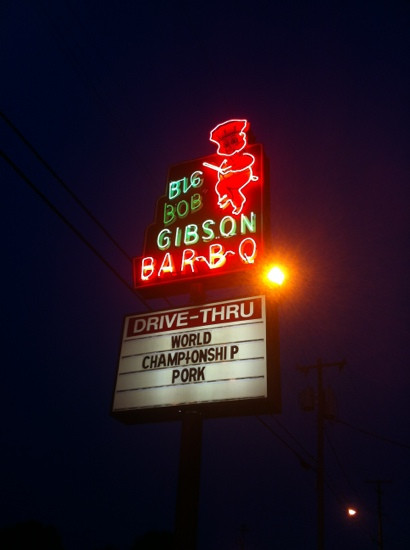 BIG
BOB
GIBSON
BAR-B-Q
DRIVE-THRU
WORLD
CHAMPIONSHIP
PORK